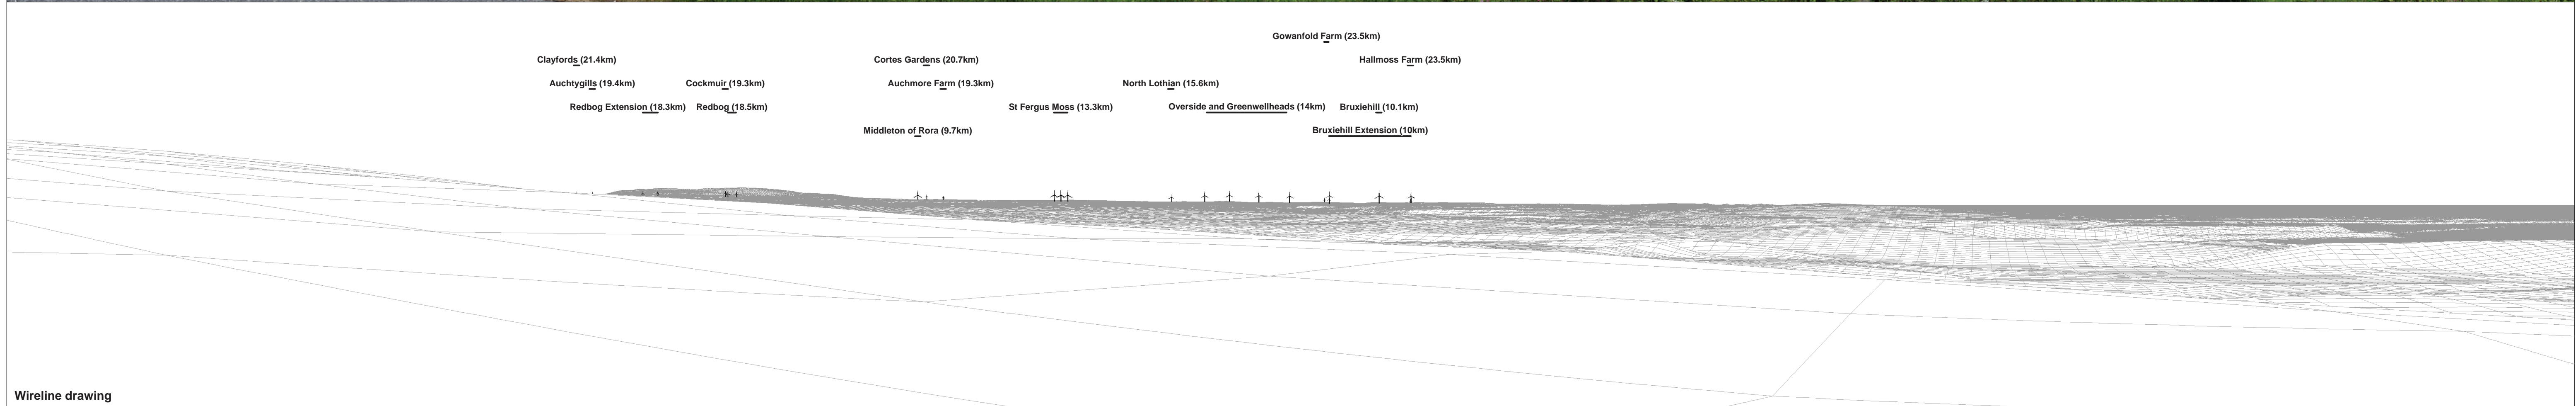 Gowanfold Farm (23.5km)
Clayfords (21.4km)
Cortes Gardens (20.7km)
Hallmoss Farm (23.5km)
Auchtygills (19.4km)
Cockmuir (19.3km)
Auchmore Farm (19.3km)
North Lothian (15.6km)
Redbog Extension (18.3km)
Redbog (18.5km)
St Fergus Moss (13.3km)
Overside and Greenwellheads (14km)
Bruxiehill (10.1km)
Middleton of Rora (9.7km)
Bruxiehill Extension (10km)
Wireline drawing